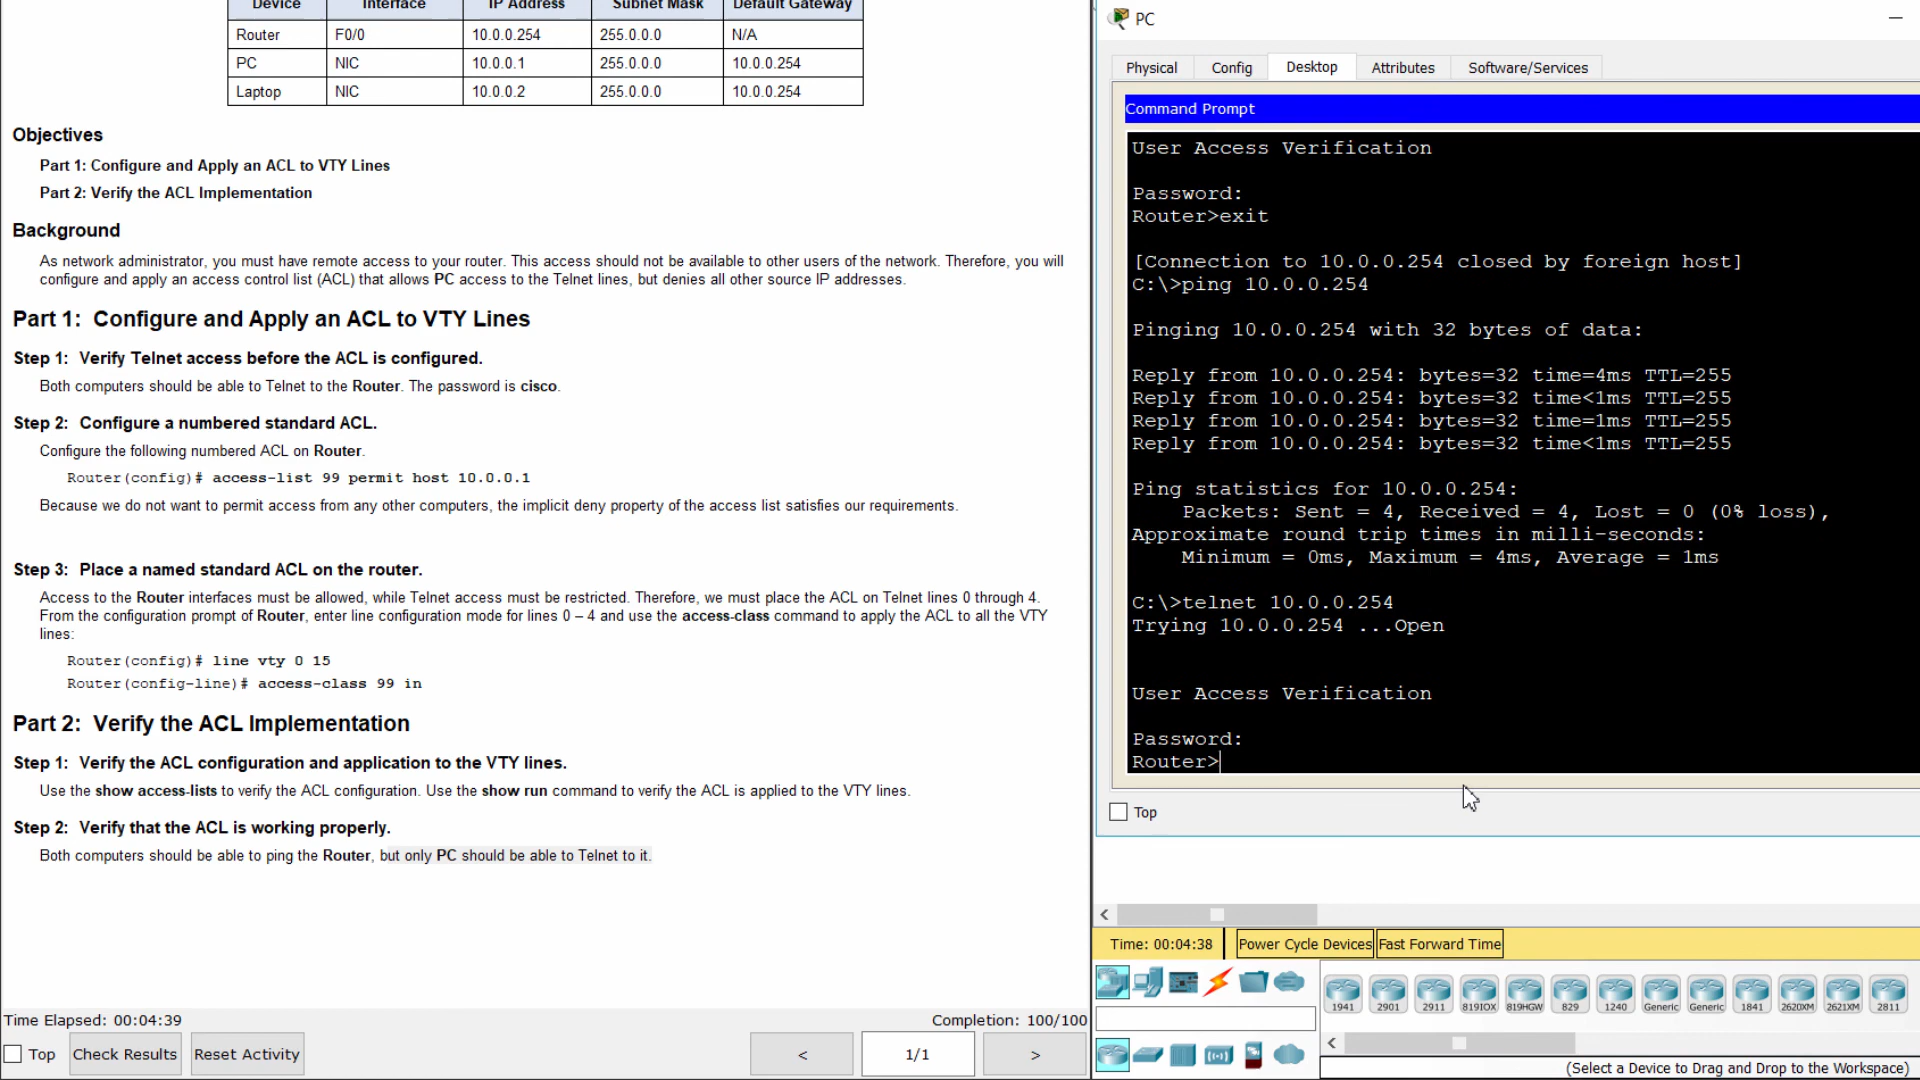 Device Interface IP Address Subnet Mask Default Gateway
Router F0/0 10.0.0.254 255.0.0.0 N/A
PC NIC 10.0.0.1 255.0.0.0 10.0.0.254
Laptop NIC 10.0.0.2 255.0.0.0 10.0.0.254
Objectives
Part 1: Configure and Apply an ACL to VTY Lines
Part 2: Verify the ACL Implementation
Background
As network administrator, you must have remote access to your router. This access should not be available to other users of the network. Therefore, you will
configure and apply an access control list (ACL) that allows PC access to the Telnet lines, but denies all other source IP addresses.
Part 1: Configure and Apply an ACL to VTY Lines
Step 1: Verify Telnet access before the ACL is configured.
Both computers should be able to Telnet to the Router. The password is cisco.
Step 2: Configure a numbered standard ACL.
Configure the following numbered ACL on Router.
Router(config)# access-list 99 permit host 10.0.0.1
Because we do not want to permit access from any other computers, the implicit deny property of the access list satisfies our requirements.
Step 3: Place a named standard ACL on the router.
Access to the Router interfaces must be allowed, while Telnet access must be restricted. Therefore, we must place the ACL on Telnet lines 0 through 4.
From the configuration prompt of Router, enter line configuration mode for lines 0 – 4 and use the access-class command to apply the ACL to all the VTY
lines:
Router(config)# line vty 0 15
Router(config-line)# access-class 99 in
Part 2: Verify the ACL Implementation
Step 1: Verify the ACL configuration and application to the VTY lines.
Use the show access-lists to verify the ACL configuration. Use the show run command to verify the ACL is applied to the VTY lines.
Step 2: Verify that the ACL is working properly.
Both computers should be able to ping the Router, but only PC should be able to Telnet to it.
Time Elapsed: 00:04:39
Completion: 100/100
Top
Check Results
Reset Activity
<
1/1
>
PC
Physical Config Desktop Attributes Software/Services
Command Prompt
User Access Verification
Password:
Router>exit
[Connection to 10.0.0.254 closed by foreign host]
C:\>ping 10.0.0.254
Pinging 10.0.0.254 with 32 bytes of data:
Reply from 10.0.0.254: bytes=32 time=4ms TTL=255
Reply from 10.0.0.254: bytes=32 time<1ms TTL=255
Reply from 10.0.0.254: bytes=32 time=1ms TTL=255
Reply from 10.0.0.254: bytes=32 time<1ms TTL=255
Ping statistics for 10.0.0.254:
Packets: Sent = 4, Received = 4, Lost = 0 (0% loss),
Approximate round trip times in milli-seconds:
Minimum = 0ms, Maximum = 4ms, Average = 1ms
C:\>telnet 10.0.0.254
Trying 10.0.0.254 ...Open
User Access Verification
Password:
Router>
Top
Time: 00:04:38 Power Cycle Devices Fast Forward Time
1941 2901 2911 819IOX 819HGW 829 1240 Generic Generic 1841 2620XM 2621XM 2811
(Select a Device to Drag and Drop to the Workspace)